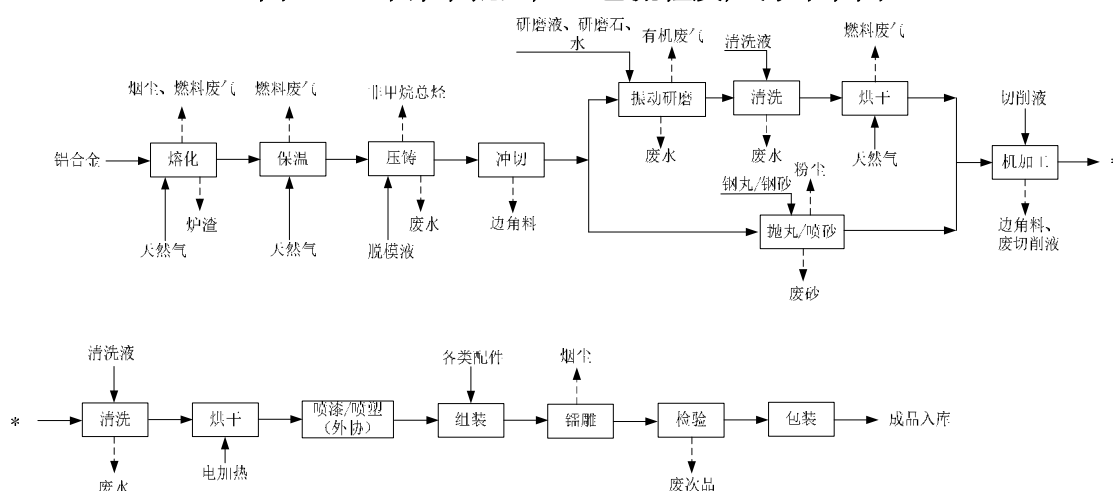 研磨液、研磨石、
水
有机废气
清洗液
燃料废气
烟尘、燃料废气
燃料废气
非甲烷总烃
振动研磨
清洗
烘干
切削液
铝合金
熔化
保温
压铸
冲切
废水
废水
天然气
机加工
*
钢丸/钢砂
粉尘
炉渣
废水
边角料
抛丸/喷砂
边角料、
废切削液
天然气
天然气
脱模液
废砂
清洗液
各类配件
烟尘
*
清洗
烘干
喷漆/喷塑
(外协)
组装
镭雕
检验
包装
成品入库
废水
电加热
废次品